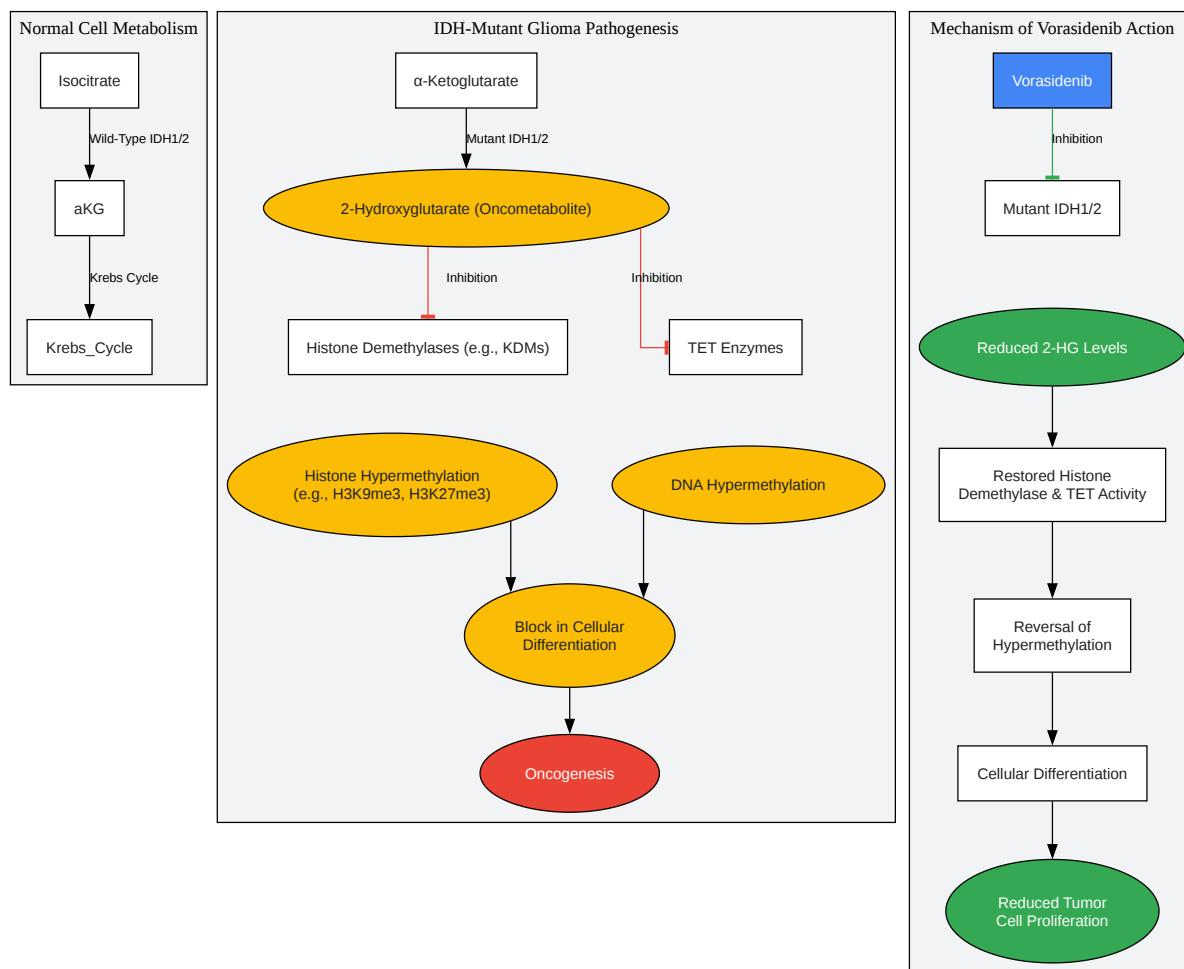 Normal Cell Metabolism
Isocitrate
Wild-Type IDH1/2
aKG
Krebs Cycle
Krebs_Cycle
IDH-Mutant Glioma Pathogenesis
α-Ketoglutarate
Mutant IDH1/2
2-Hydroxyglutarate (Oncometabolite)
Inhibition
Inhibition
Histone Demethylases (e.g., KDMs)
TET Enzymes
Histone Hypermethylation
(e.g., H3K9me3, H3K27me3)
DNA Hypermethylation
Block in Cellular
Differentiation
Oncogenesis
Mechanism of Vorasidenib Action
Vorasidenib
Inhibition
Mutant IDH1/2
Reduced 2-HG Levels
Restored Histone
Demethylase & TET Activity
Reversal of
Hypermethylation
Cellular Differentiation
Reduced Tumor
Cell Proliferation